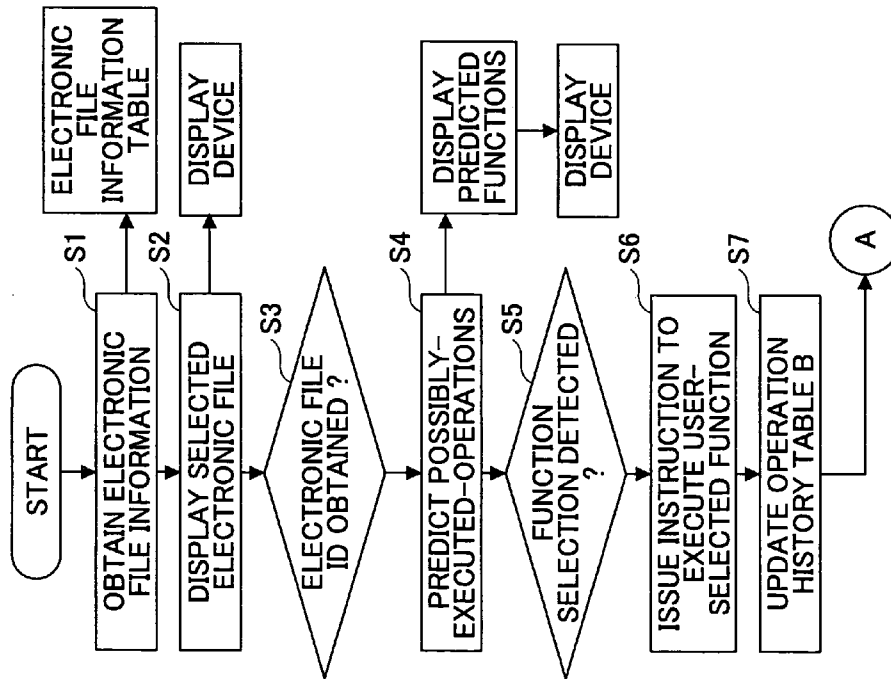 START
S1
OBTAIN ELECTRONIC
FILE INFORMATION
ELECTRONIC
FILE
INFORMATION
TABLE
S2
DISPLAY SELECTED
ELECTRONIC FILE
DISPLAY
DEVICE
S3
ELECTRONIC FILE
ID OBTAINED ?
S4
PREDICT POSSIBLY-
EXECUTED-OPERATIONS
DISPLAY
PREDICTED
FUNCTIONS
DISPLAY
DEVICE
S5
FUNCTION
SELECTION DETECTED
?
S6
ISSUE INSTRUCTION TO
EXECUTE USER-
SELECTED FUNCTION
S7
UPDATE OPERATION
HISTORY TABLE B
A